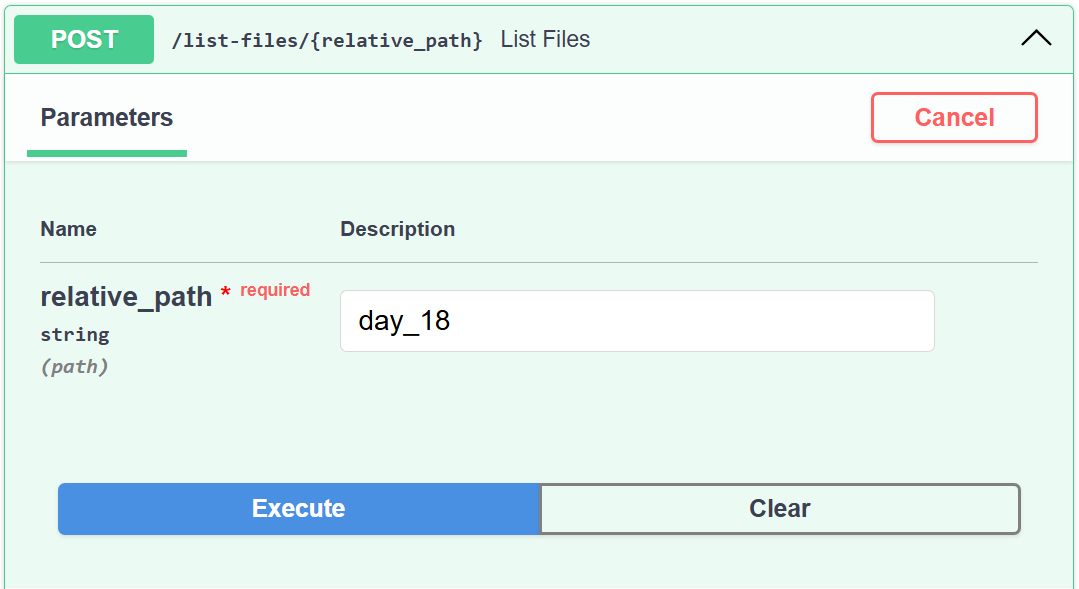 POST /list-files/{relative_path} List Files
Parameters Cancel
Name Description
relative_path * required
string
(path)
day_18
Execute Clear